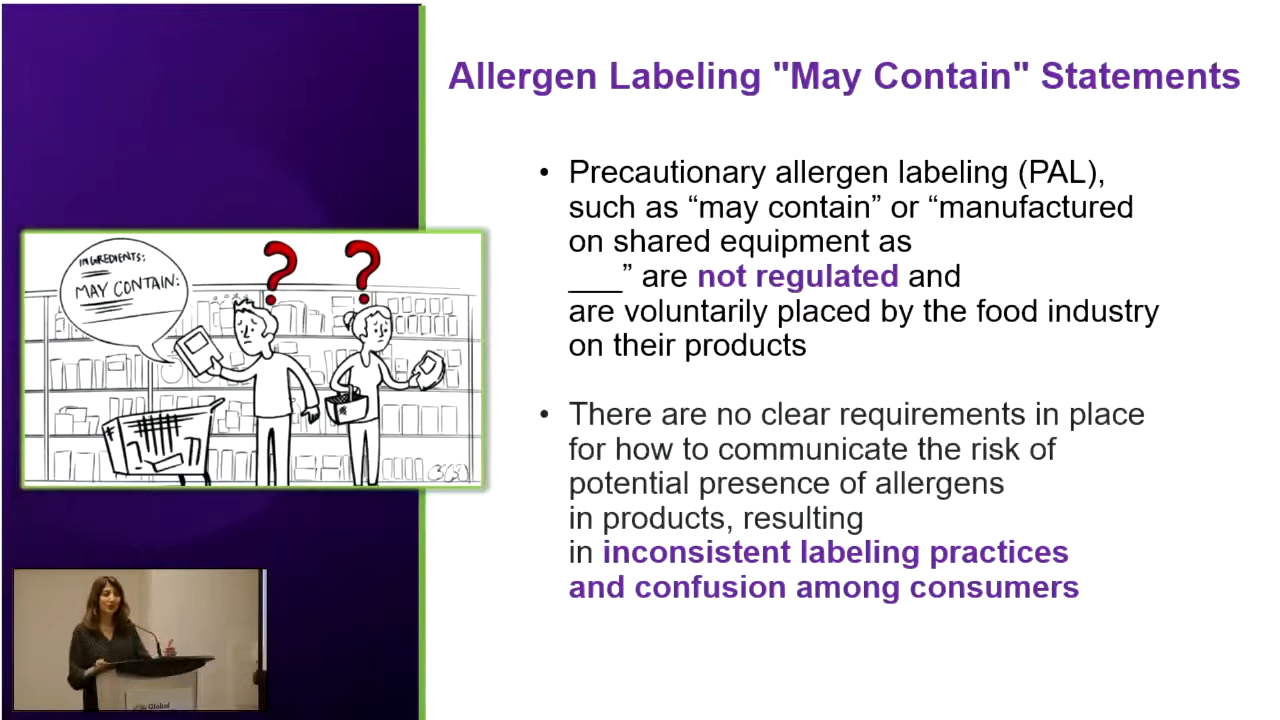 Allergen Labeling "May Contain" Statements
• Precautionary allergen labeling (PAL),
such as “may contain” or “manufactured
on shared equipment as
___” are not regulated and
are voluntarily placed by the food industry
on their products
• There are no clear requirements in place
for how to communicate the risk of
potential presence of allergens
in products, resulting
in inconsistent labeling practices
and confusion among consumers
INGREDIENTS:
MAY CONTAIN:
? ?
Global